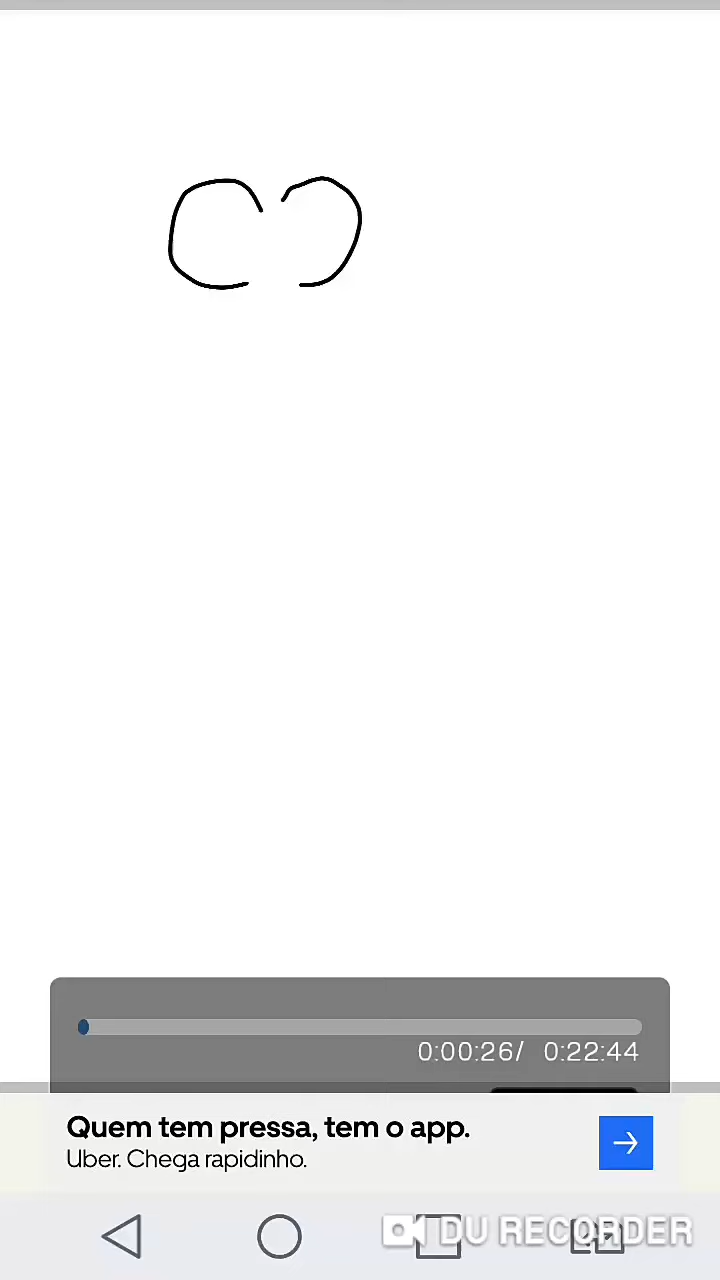 0:00:26/ 0:22:44
Quem tem pressa, tem o app.
Uber. Chega rapidinho.
DU RECORDER